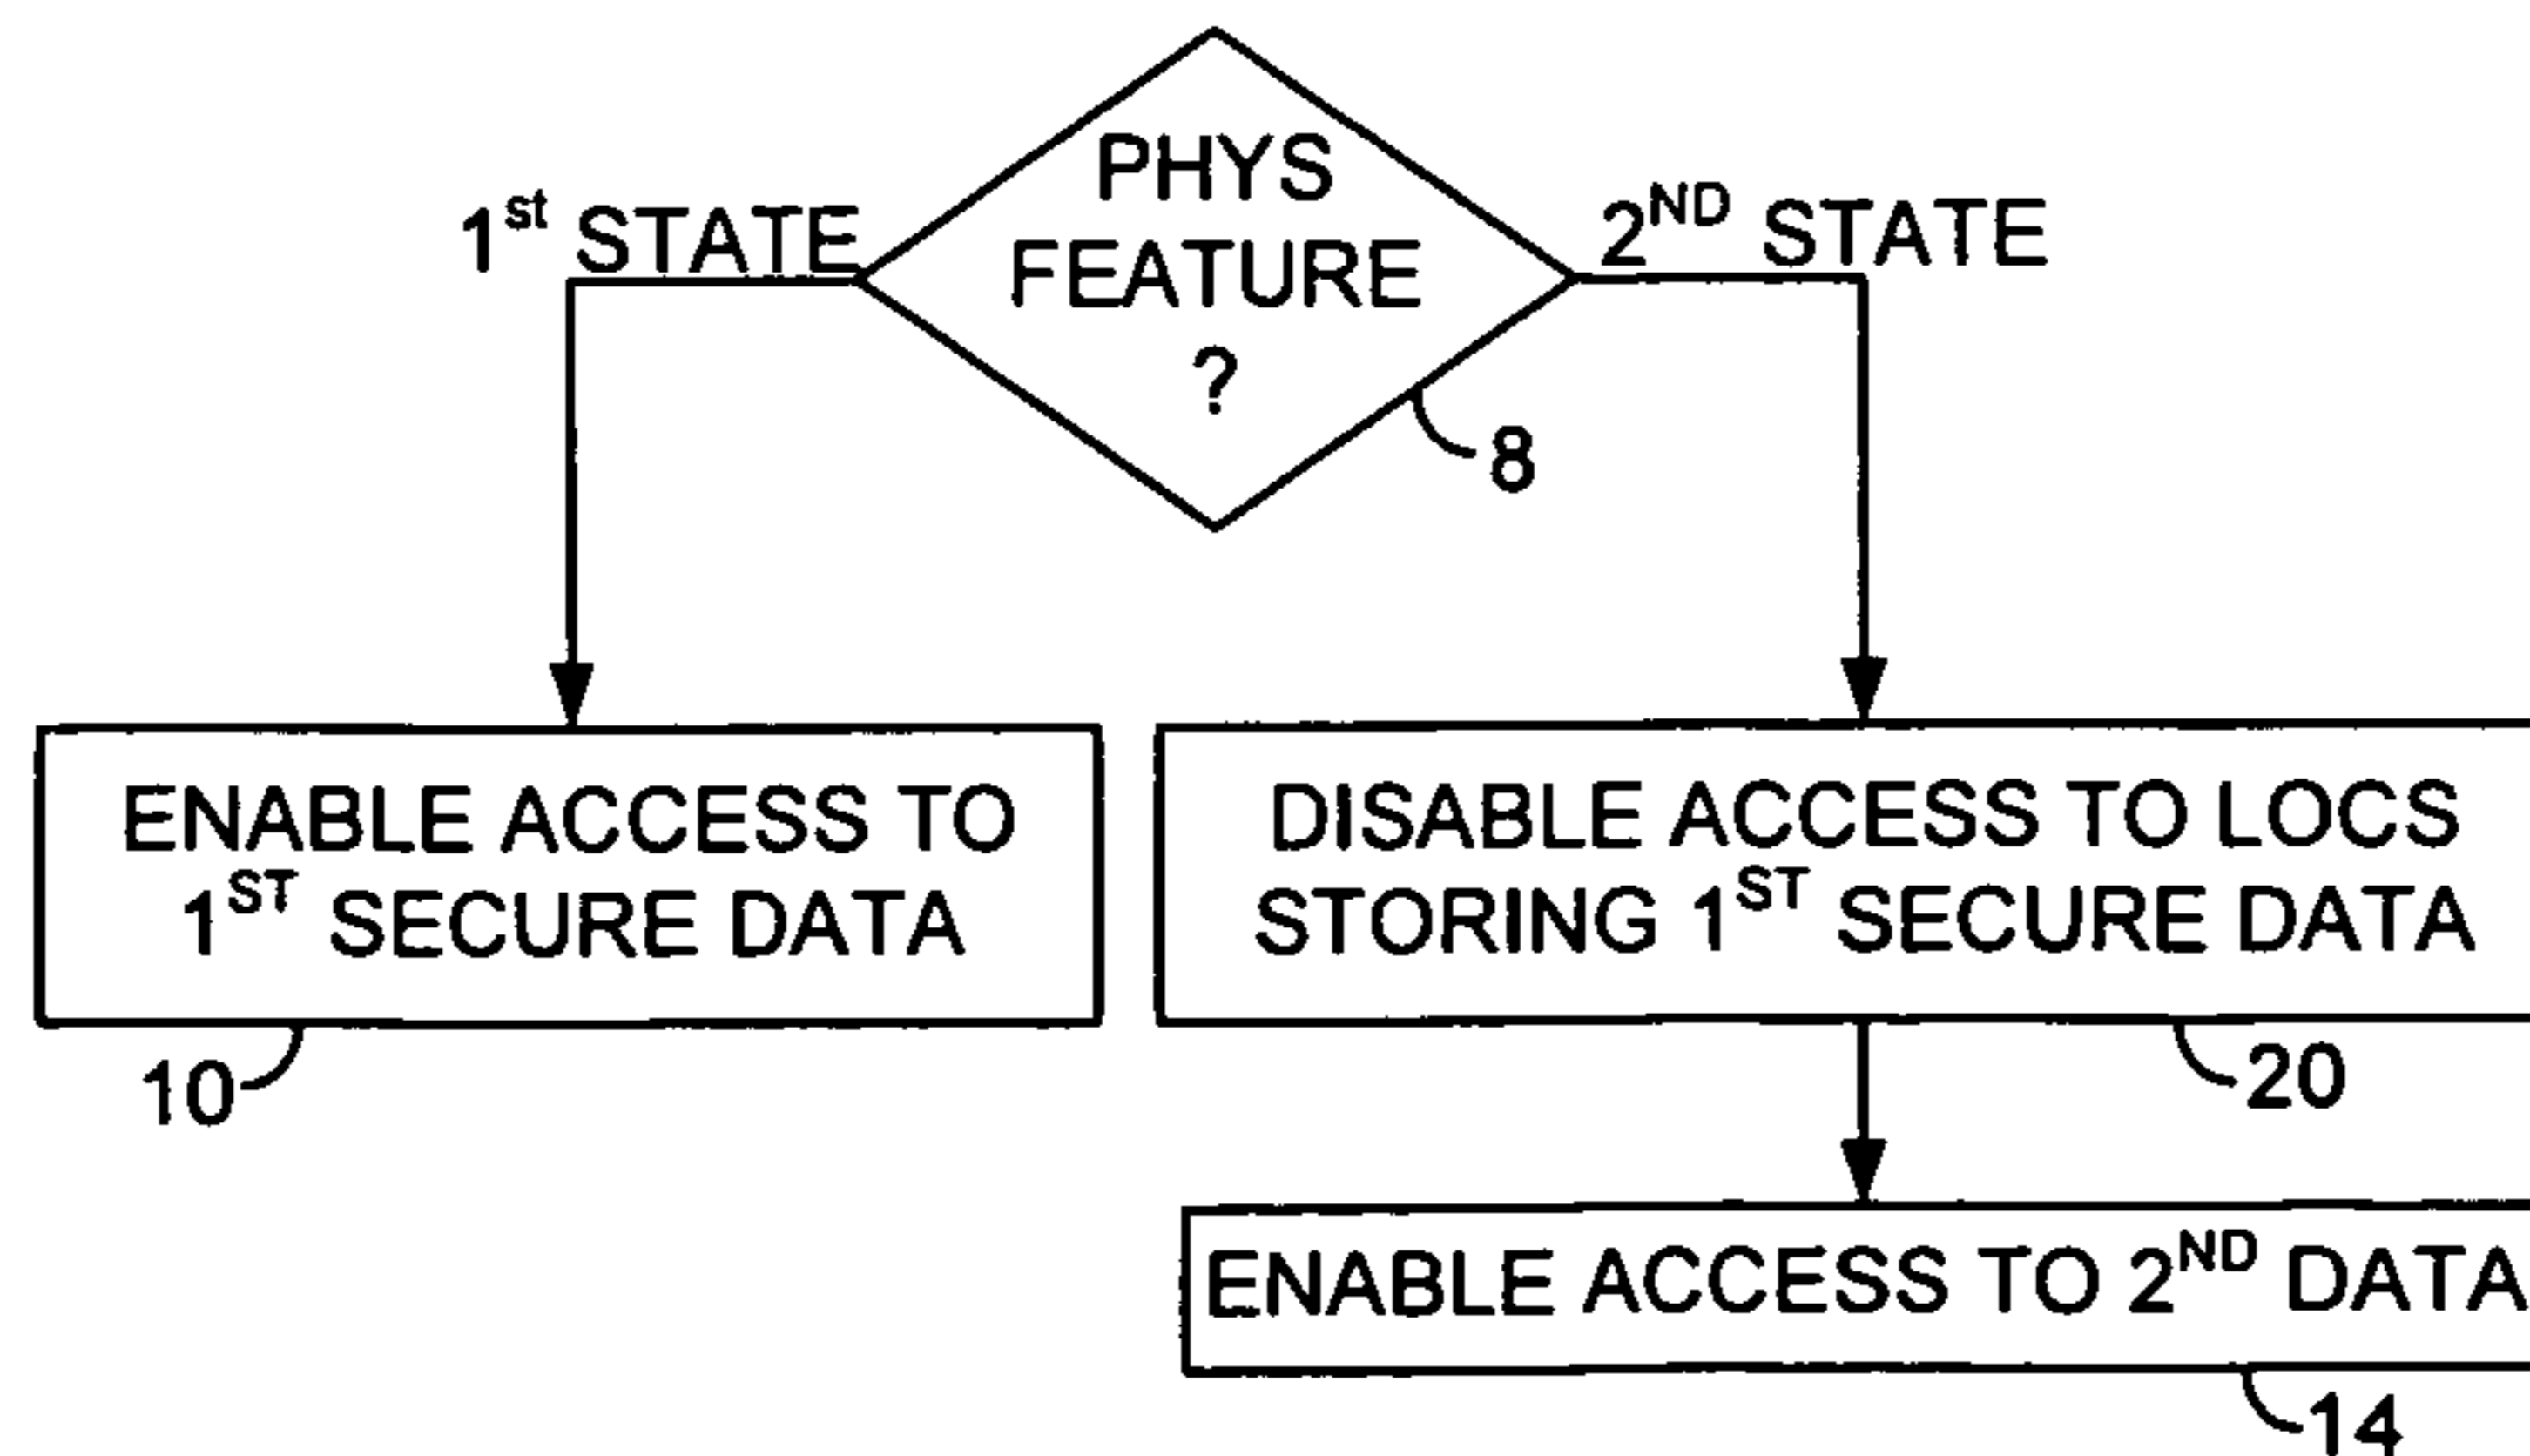 PHYS
FEATURE
?
1st STATE
2ND STATE
8
ENABLE ACCESS TO
1ST SECURE DATA
10
DISABLE ACCESS TO LOCS
STORING 1ST SECURE DATA
20
ENABLE ACCESS TO 2ND DATA
14